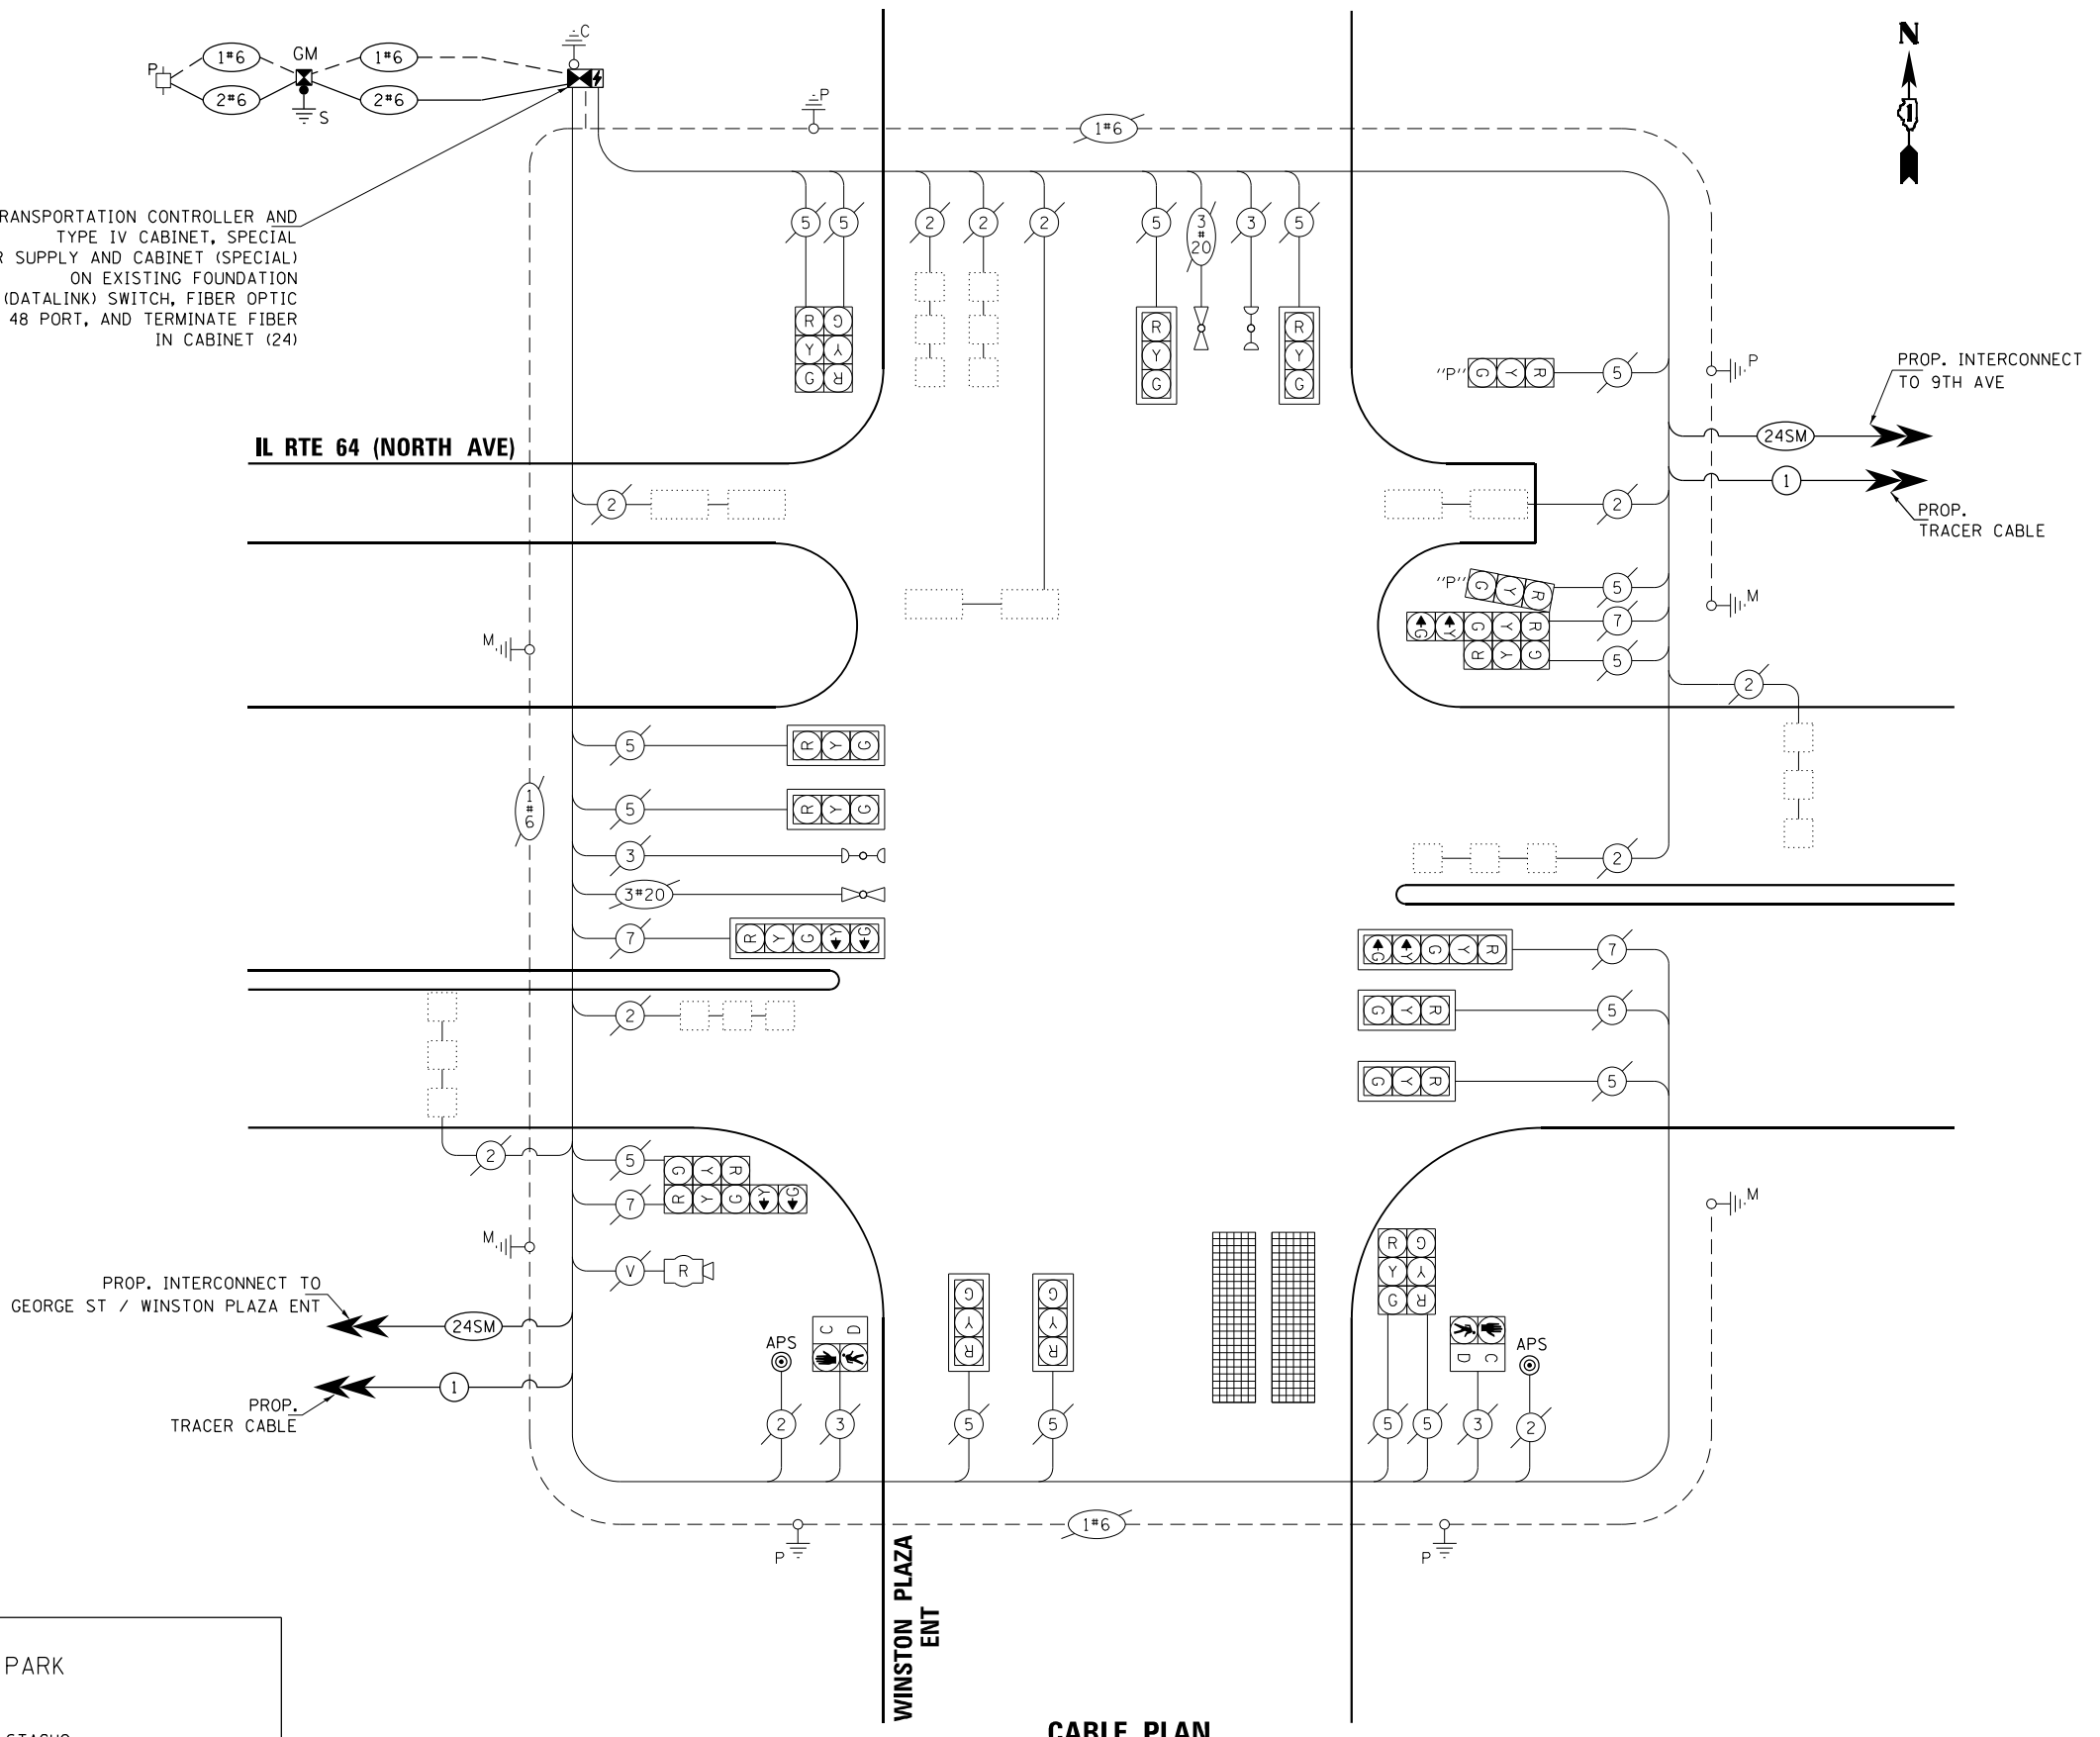 1#6
GM
1#6
C
N
P
2#6
S
2#6
P
1#6
1
TRANSPORTATION CONTROLLER AND
TYPE IV CABINET, SPECIAL
SUPPLY AND CABINET (SPECIAL)
ON EXISTING FOUNDATION
(DATALINK) SWITCH, FIBER OPTIC
48 PORT, AND TERMINATE FIBER
IN CABINET (24)
5 5 2 2 2 5 3#20 3 5
R G
Y Y
G R
R
Y
G
R
Y
G
"P" G Y R 5
P
PROP. INTERCONNECT
TO 9TH AVE
24SM
IL RTE 64 (NORTH AVE)
1
2
2
PROP.
TRACER CABLE
"P" G Y R 5
M
G Y G Y R 7
R Y G 5
M
2
5 R Y G
5 R Y G
1#6
3
2
3#20
7 R Y G Y G
G Y G Y R 7
2
G Y R 5
G Y R 5
2
5 G Y R
7 R Y G Y G
M
M
V R
R G
Y Y
G R
PROP. INTERCONNECT TO
GEORGE ST / WINSTON PLAZA ENT
24SM
G
Y
R
G
Y
R
APS
C D
D C
APS
1
PROP.
TRACER CABLE
2 3 5 5 5 5 3 2
1#6
P
P
WINSTON PLAZA
ENT
PARK
CABLE PLAN